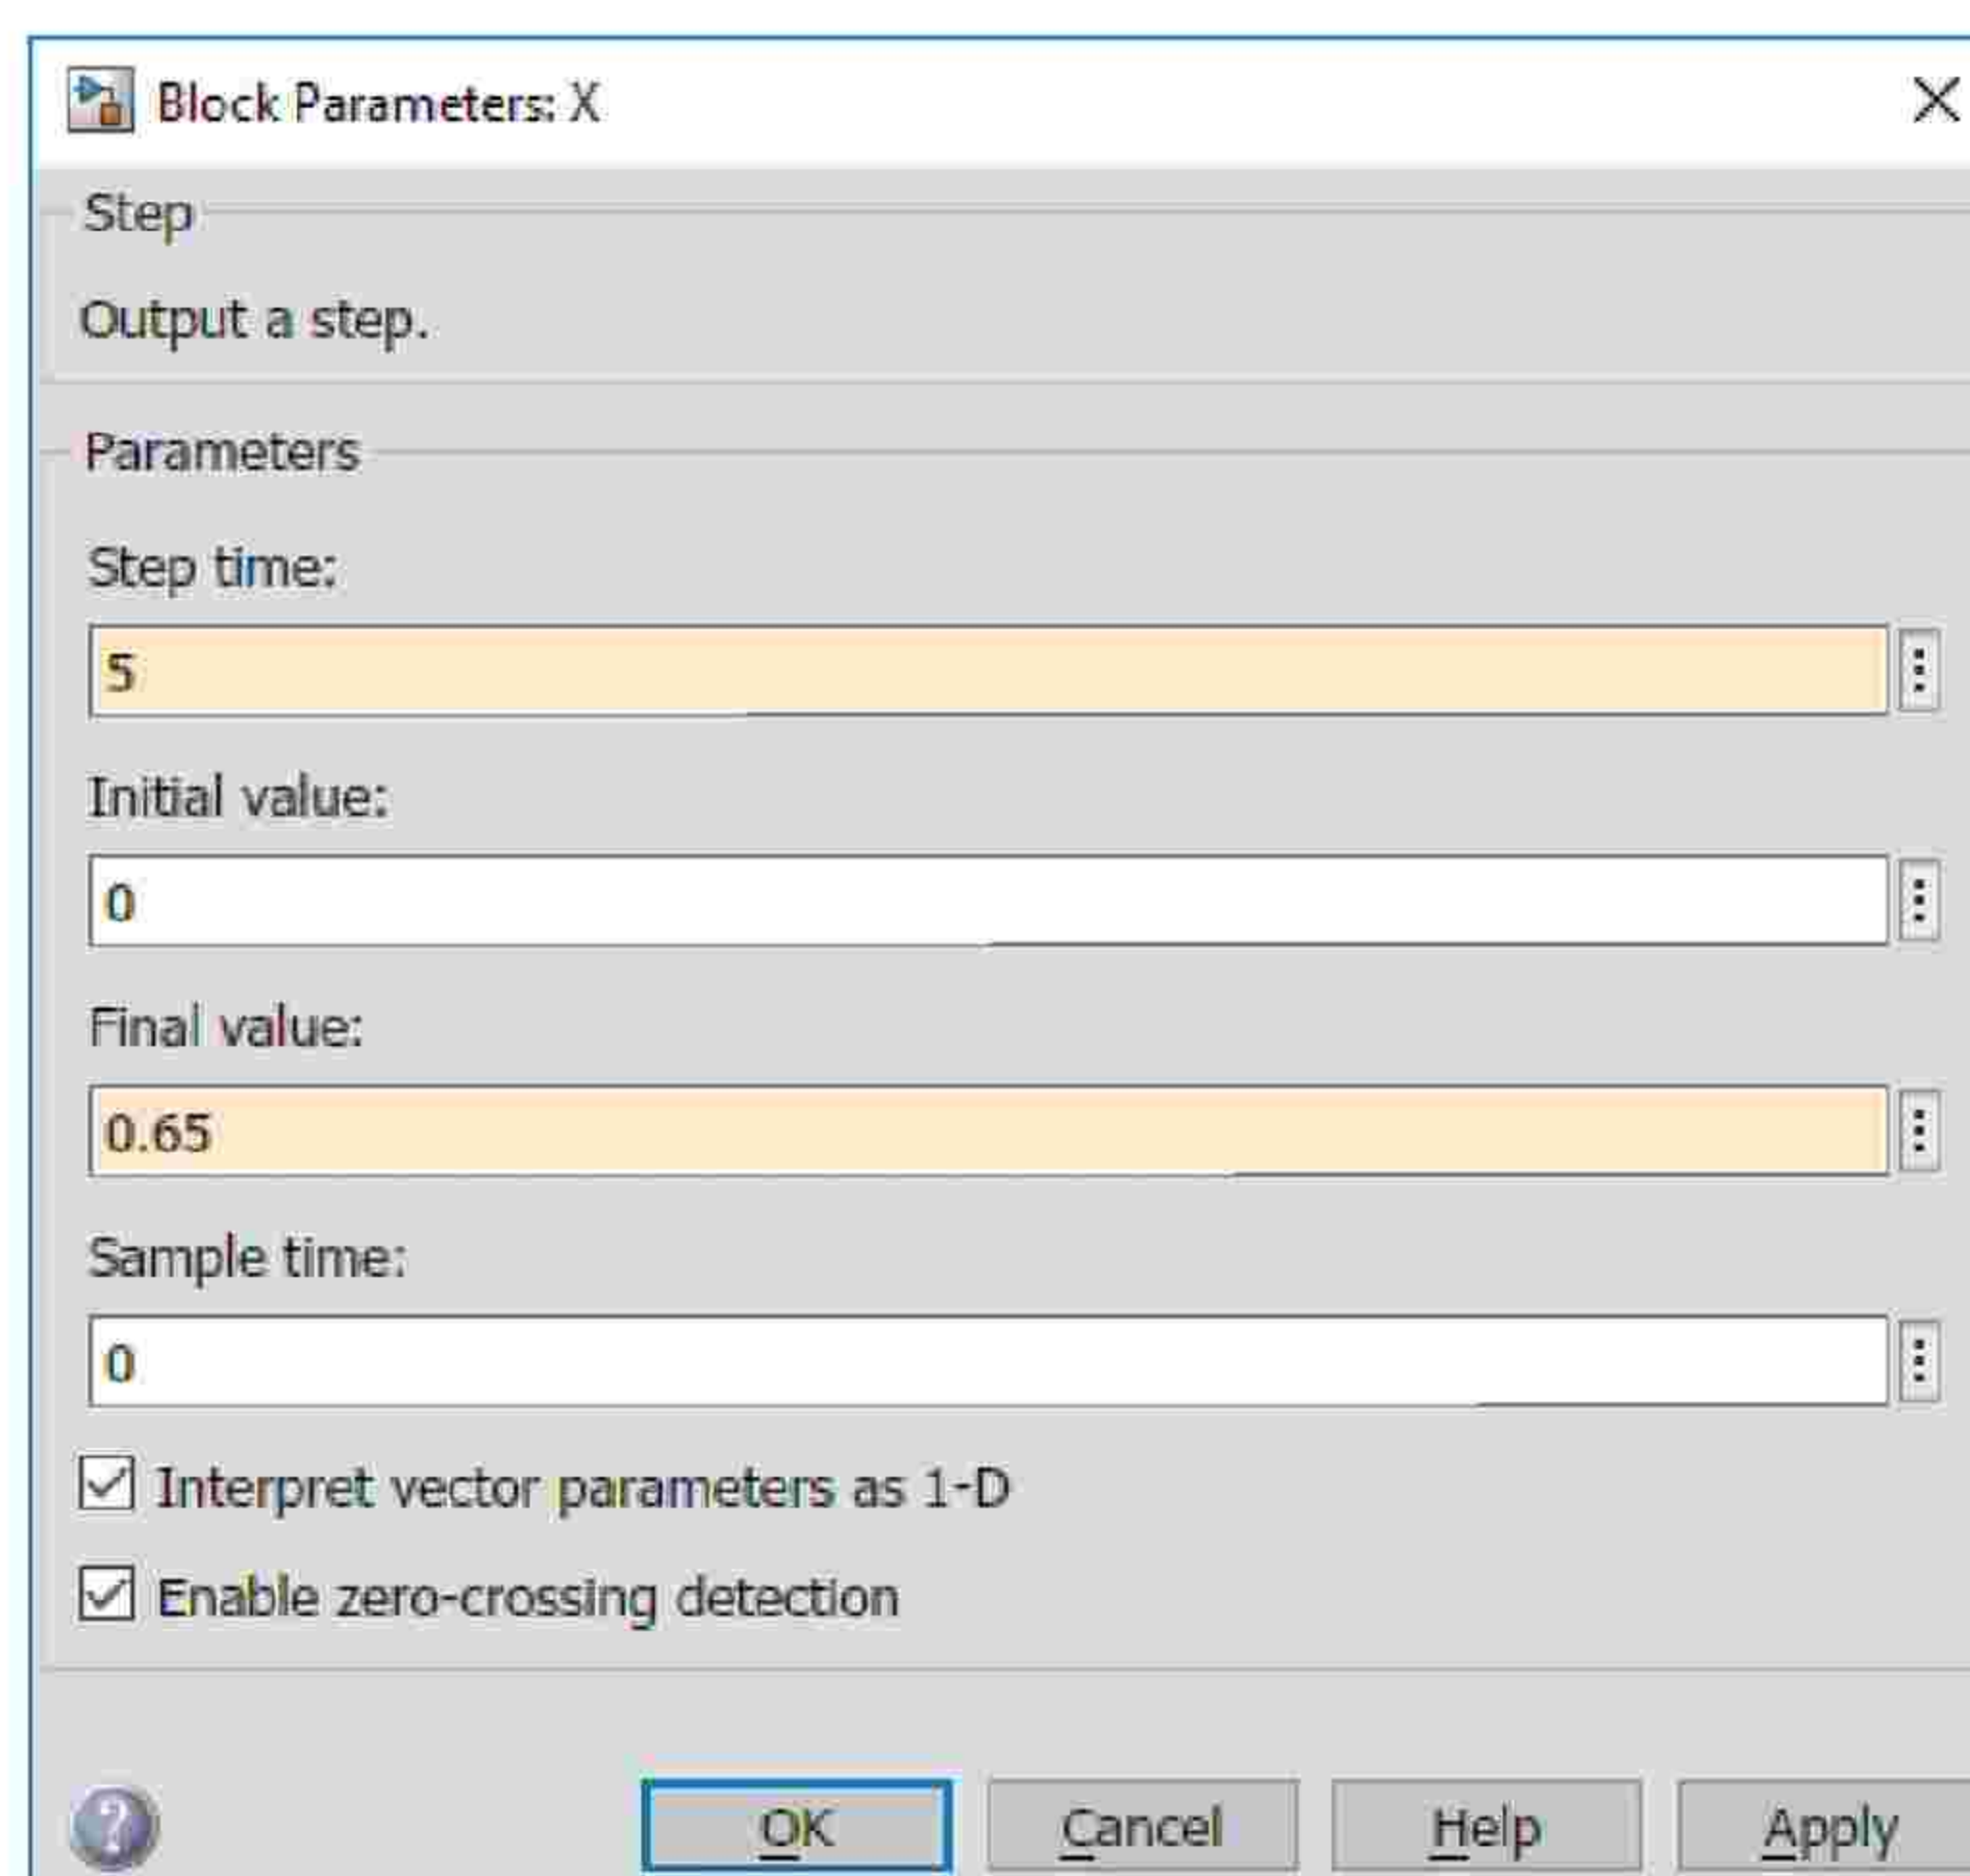 Block Parameters: X
Step
Output a step.
Parameters
Step time:
5
Initial value:
0
Final value:
0.65
Sample time:
0
Interpret vector parameters as 1-D
Enable zero-crossing detection
? OK Cancel Help Apply